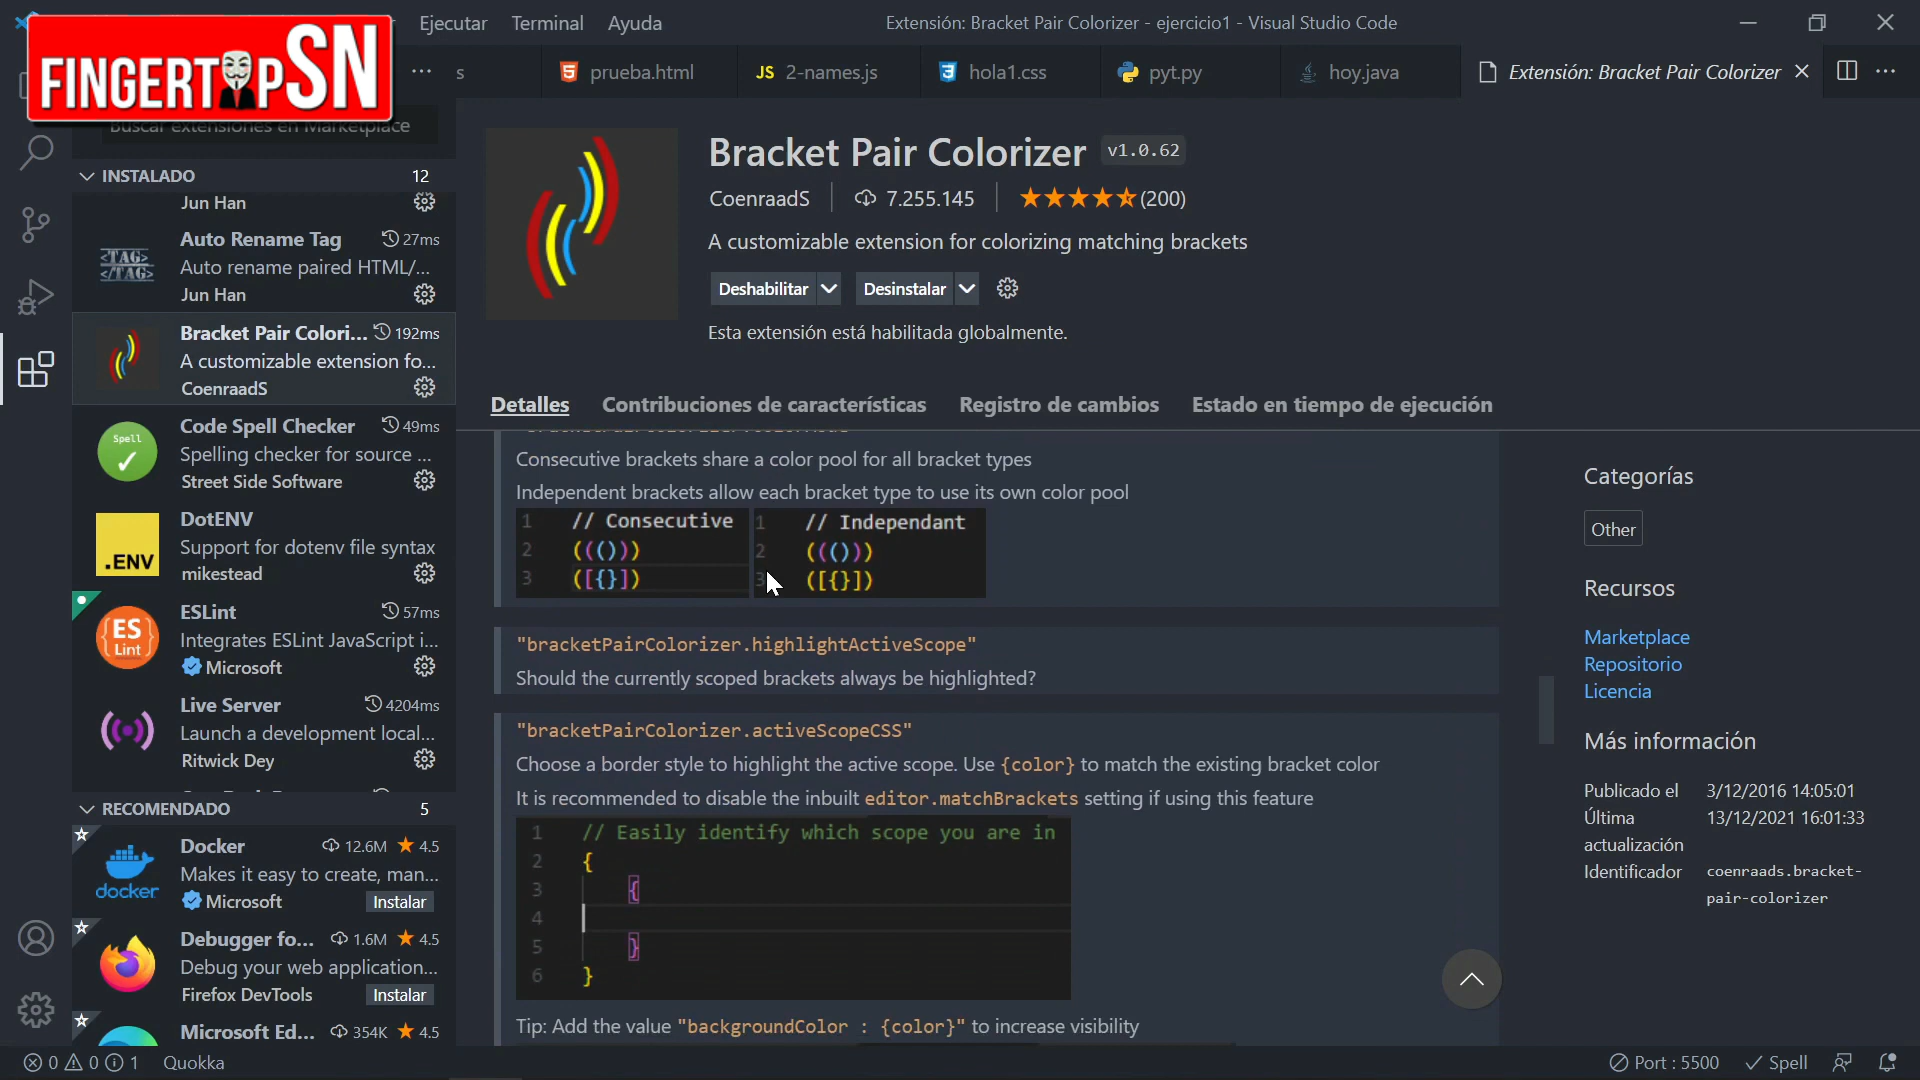 FINGERTIPSN
Ejecutar Terminal Ayuda
Extensión: Bracket Pair Colorizer - ejercicio1 - Visual Studio Code
s
prueba.html
JS 2-names.js
hola1.css
pyt.py
hoy.java
Extensión: Bracket Pair Colorizer
Buscar extensiones en Marketplace
INSTALADO 12
Jun Han
Auto Rename Tag 27ms
<TAG>
</TAG>
Auto rename paired HTML/...
Jun Han
Bracket Pair Colori... 192ms
A customizable extension fo...
CoenraadS
Code Spell Checker 49ms
Spell
Spelling checker for source ...
Street Side Software
DotENV
.ENV
Support for dotenv file syntax
mikestead
ESLint 57ms
ES
Lint
Integrates ESLint JavaScript i...
Microsoft
Live Server 4204ms
Launch a development local...
Ritwick Dey
RECOMENDADO 5
Docker 12.6M 4.5
docker
Makes it easy to create, man...
Microsoft Instalar
Debugger fo... 1.6M 4.5
Debug your web application...
Firefox DevTools Instalar
Microsoft Ed... 354K 4.5
Bracket Pair Colorizer v1.0.62
CoenraadS 7.255.145 (200)
A customizable extension for colorizing matching brackets
Deshabilitar Desinstalar
Esta extensión está habilitada globalmente.
Detalles Contribuciones de características Registro de cambios Estado en tiempo de ejecución
Consecutive brackets share a color pool for all bracket types
Independent brackets allow each bracket type to use its own color pool
1 // Consecutive
2 ((()))
3 ([{}])
1 // Independant
2 ((()))
3 ([{}])
"bracketPairColorizer.highlightActiveScope"
Should the currently scoped brackets always be highlighted?
"bracketPairColorizer.activeScopeCSS"
Choose a border style to highlight the active scope. Use {color} to match the existing bracket color
It is recommended to disable the inbuilt editor.matchBrackets setting if using this feature
1 // Easily identify which scope you are in
2 {
3 {
4
5 }
6 }
Tip: Add the value "backgroundColor : {color}" to increase visibility
Categorías
Other
Recursos
Marketplace
Repositorio
Licencia
Más información
Publicado el 3/12/2016 14:05:01
Última actualización 13/12/2021 16:01:33
Identificador coenraads.bracket-
pair-colorizer
0 0 1 Quokka
Port : 5500 Spell